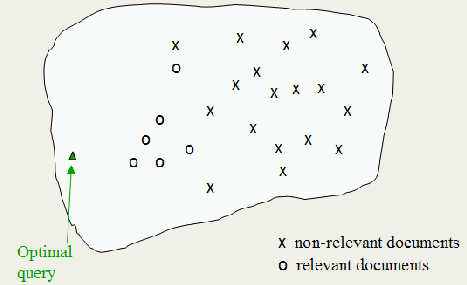 Optimal
query
x non-relevant documents
o relevant documents